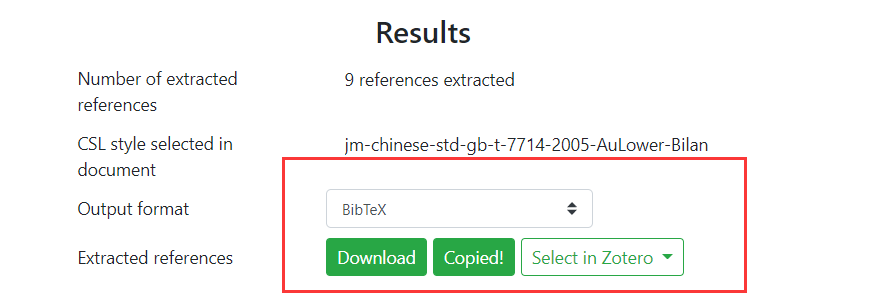 Results
Number of extracted references
9 references extracted
CSL style selected in document
jm-chinese-std-gb-t-7714-2005-AuLower-Bilan
Output format
BibTeX
Extracted references
Download
Copied!
Select in Zotero